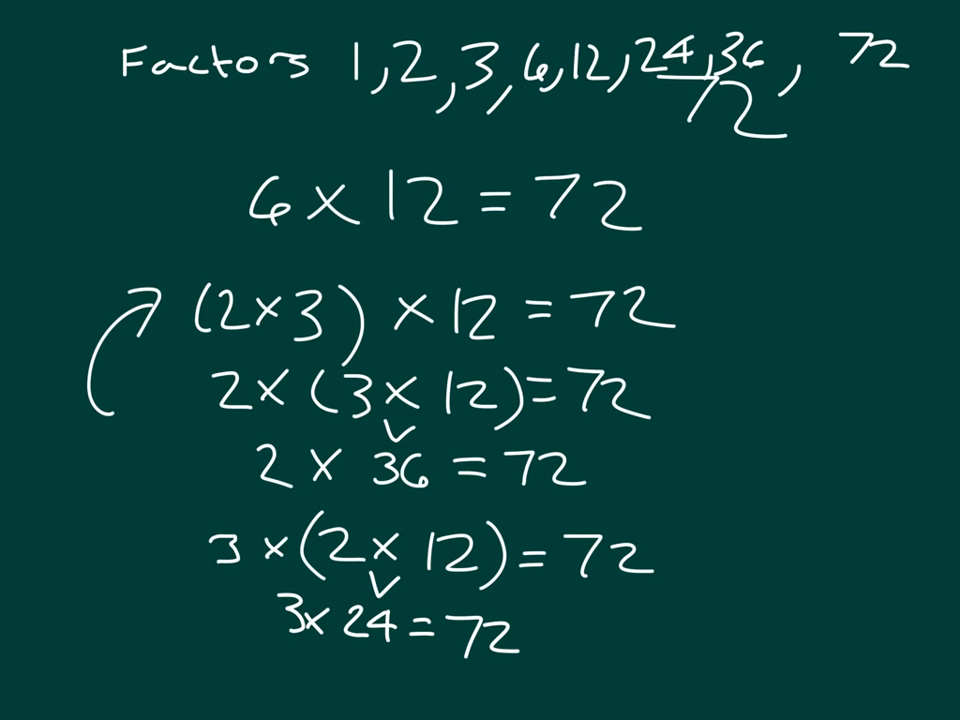 Factors 1, 2, 3, 6, 12, 24, 36, 72
72
6 x 12 = 72
(2 x 3) x 12 = 72
2 x (3 x 12) = 72
2 x 36 = 72
3 x (2 x 12) = 72
3 x 24 = 72